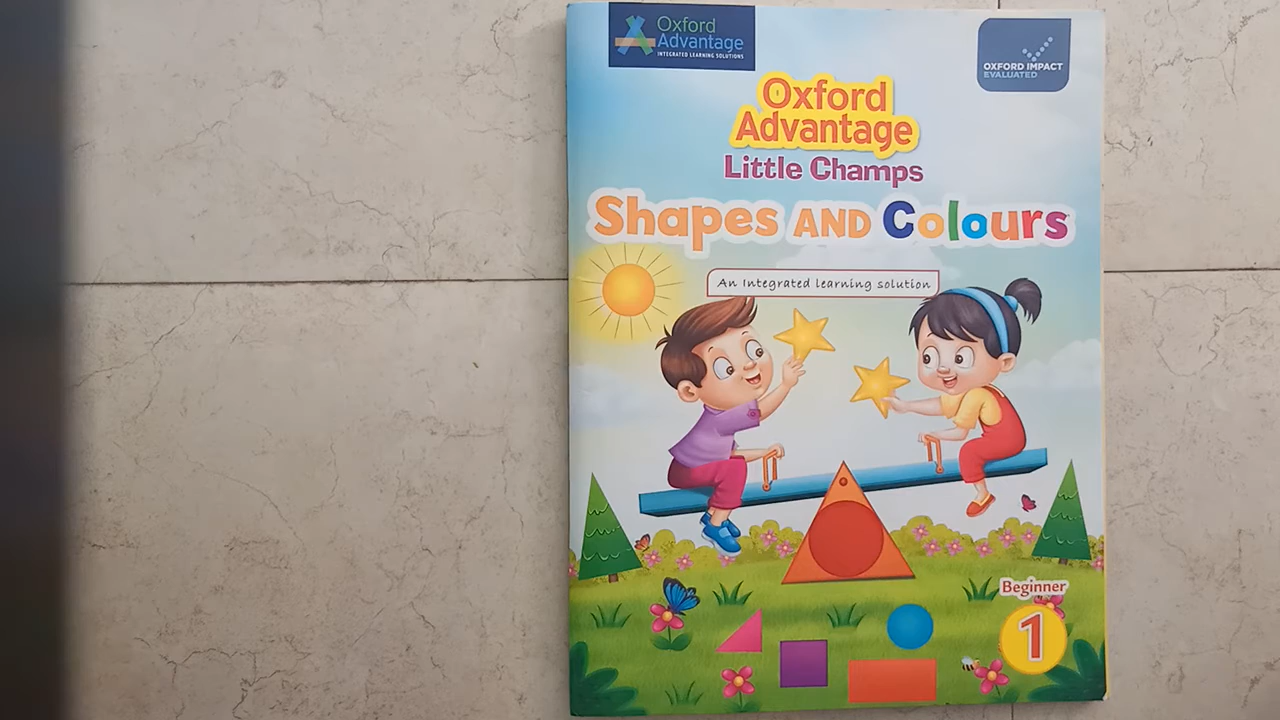 Oxford
Advantage
INTEGRATED LEARNING SOLUTIONS
OXFORD IMPACT
EVALUATED
Oxford
Advantage
Little Champs
Shapes AND Colours
An Integrated learning solution
Beginner
1